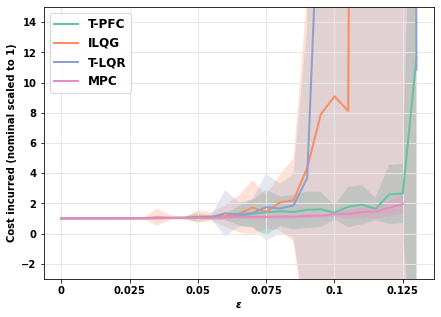 14
12
10
8
6
4
2
0
−2
Cost incurred (nominal scaled to 1)
T-PFC
ILQG
T-LQR
MPC
0 0.025 0.05 0.075 0.1 0.125
ε